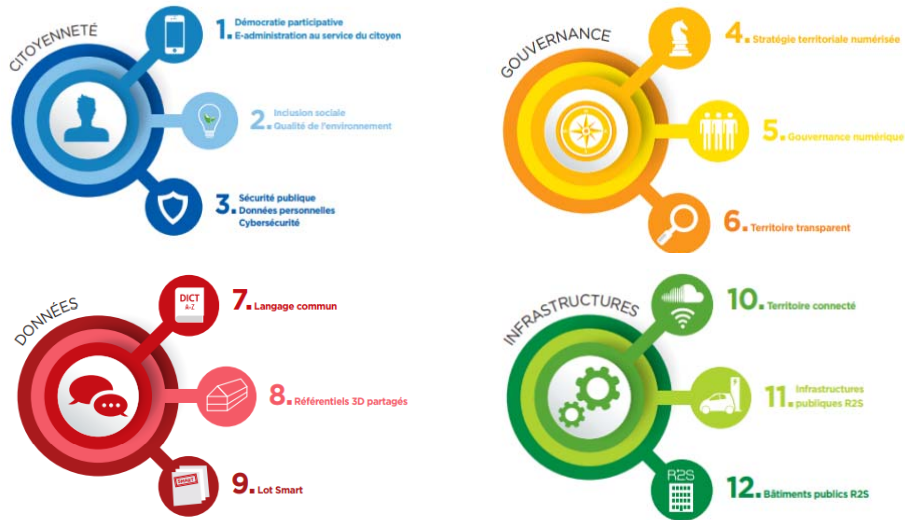 CITOYENNETÉ
1. Démocratie participative
E-administration au service du citoyen
2. Inclusion sociale
Qualité de l'environnement
3. Sécurité publique
Données personnelles
Cybersécurité
GOUVERNANCE
4. Stratégie territoriale numérisée
5. Gouvernance numérique
6. Territoire transparent
DONNÉES
DICT
A-Z
7. Langage commun
8. Référentiels 3D partagés
SMART
9. Lot Smart
INFRASTRUCTURES
10. Territoire connecté
11. Infrastructures
publiques R2S
R2S
12. Bâtiments publics R2S